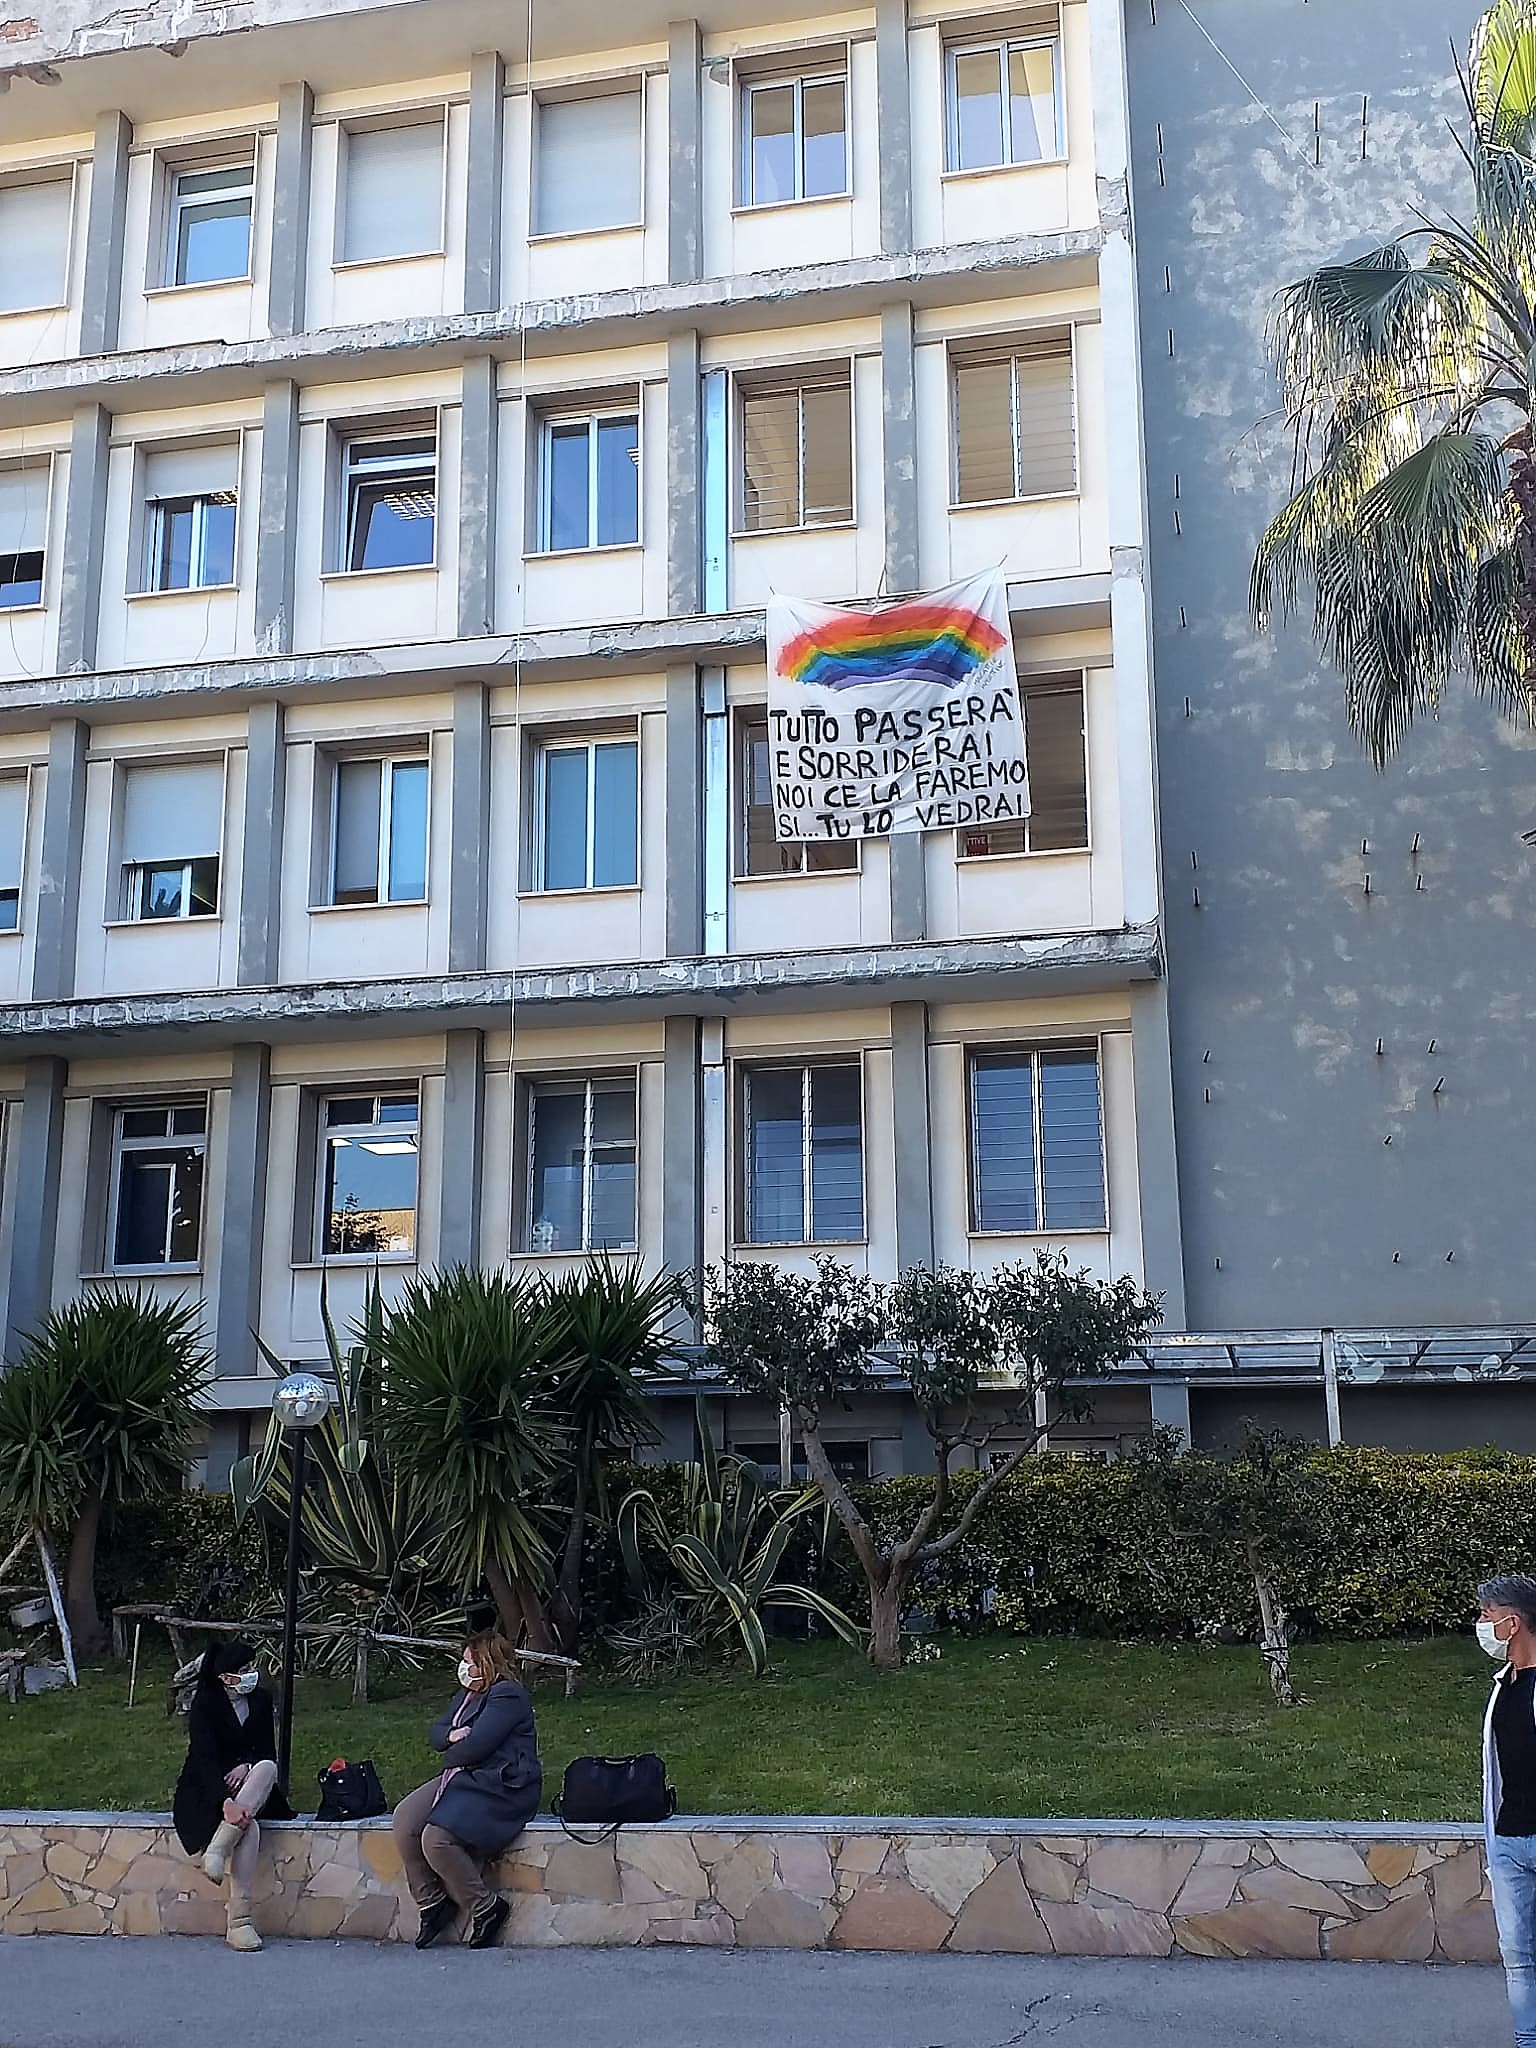 TUTTO PASSERÀ
E SORRIDERAI
NOI CE LA FAREMO
SI... TU LO VEDRAI